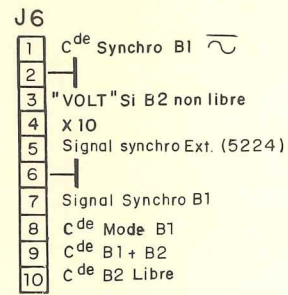 J6
1 Cde Synchro B1
2
3 "VOLT" Si B2 non libre
4 X 10
5 Signal synchro Ext. (5224)
6
7 Signal Synchro B1
8 Cde Mode B1
9 Cde B1 + B2
10 Cde B2 Libre